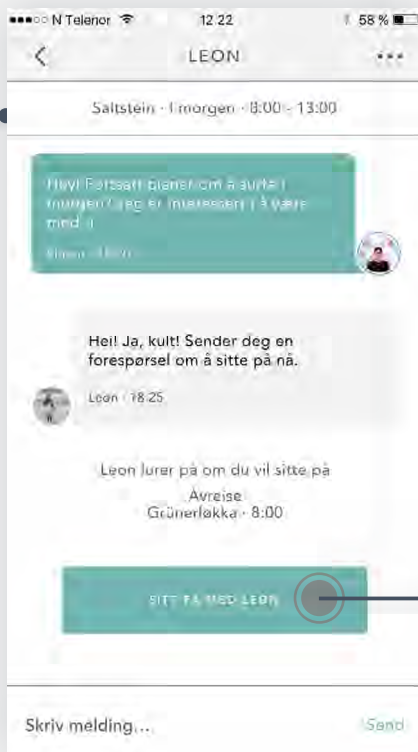 N Telenor 12 22 58 %
LEON
Saltstein · I morgen · 8:00 - 13:00
Hey! Fortsatt planer om å surfe i
morgen? Jeg er interessert i å være
med :)
Hei! Ja, kult! Sender deg en
forespørsel om å sitte på nå.
Leon · 18:25
Leon lurer på om du vil sitte på
Avreise
Grünerløkka · 8:00
SITT PÅ MED LEON
Skriv melding...
Send